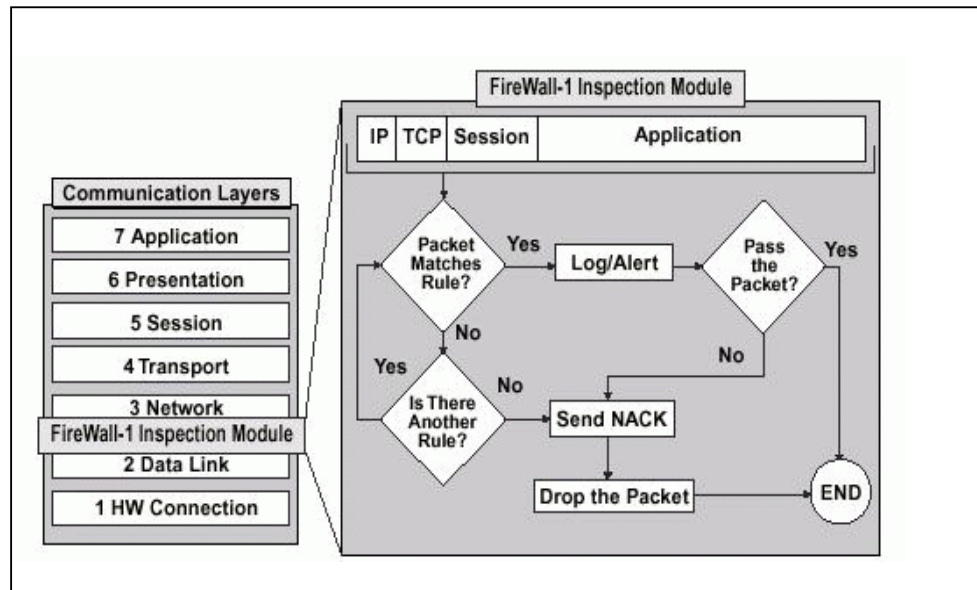 FireWall-1 Inspection Module
IP TCP Session Application
Communication Layers
7 Application
6 Presentation
5 Session
4 Transport
3 Network
FireWall-1 Inspection Module
2 Data Link
1 HW Connection
Packet
Matches
Rule?
Yes
Log/Alert
Pass
the
Packet?
Yes
No
No
Yes
Is There
Another
Rule?
No
Send NACK
Drop the Packet
END